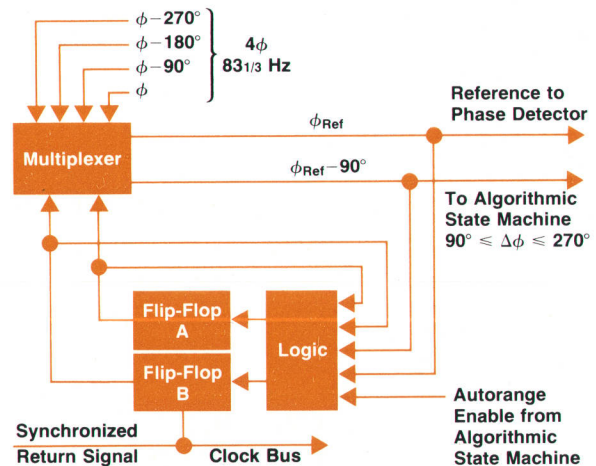 ϕ−270°
ϕ−180°
ϕ−90°
ϕ
4ϕ
83 1/3 Hz
Reference to
Phase Detector
ϕRef
Multiplexer
ϕRef−90°
To Algorithmic
State Machine
90° ≤ Δϕ ≤ 270°
Flip-Flop
A
Logic
Flip-Flop
B
Autorange
Enable from
Algorithmic
State Machine
Synchronized
Return Signal
Clock Bus